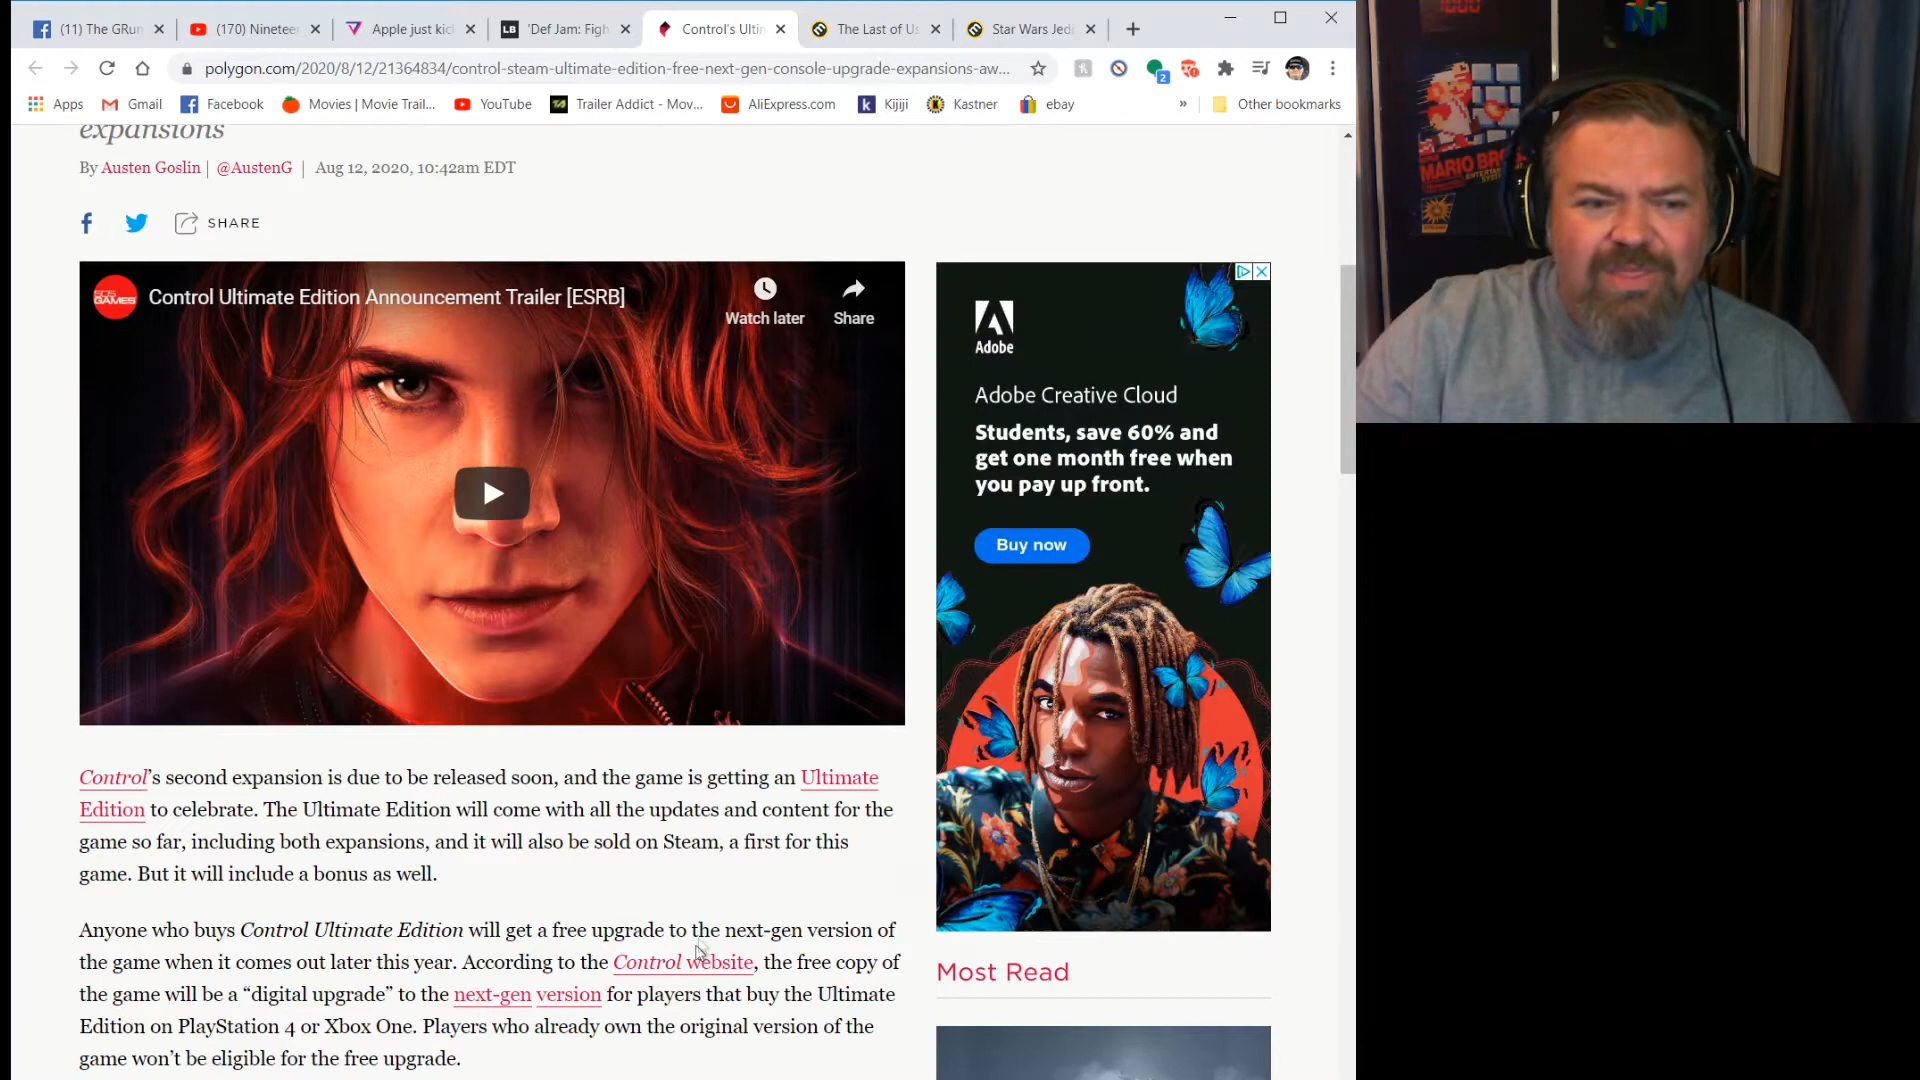 (11) The GRun
(170) Nineteer
Apple just kic
LB
'Def Jam: Figh
Control's Ultim
The Last of Us
Star Wars Jedi
polygon.com/2020/8/12/21364834/control-steam-ultimate-edition-free-next-gen-console-upgrade-expansions-aw...
2
Apps
Gmail
Facebook
Movies | Movie Trail...
YouTube
Trailer Addict - Mov...
AliExpress.com
Kijiji
Kastner
ebay
»
Other bookmarks
expansions
By Austen Goslin | @AustenG | Aug 12, 2020, 10:42am EDT
SHARE
505 GAMES
Control Ultimate Edition Announcement Trailer [ESRB]
Watch later
Share
Adobe
Adobe Creative Cloud
Students, save 60% and
get one month free when
you pay up front.
Buy now
Control's second expansion is due to be released soon, and the game is getting an Ultimate
Edition to celebrate. The Ultimate Edition will come with all the updates and content for the
game so far, including both expansions, and it will also be sold on Steam, a first for this
game. But it will include a bonus as well.
Anyone who buys Control Ultimate Edition will get a free upgrade to the next-gen version of
the game when it comes out later this year. According to the Control website, the free copy of
the game will be a “digital upgrade” to the next-gen version for players that buy the Ultimate
Edition on PlayStation 4 or Xbox One. Players who already own the original version of the
game won’t be eligible for the free upgrade.
Most Read
MARIO BROS